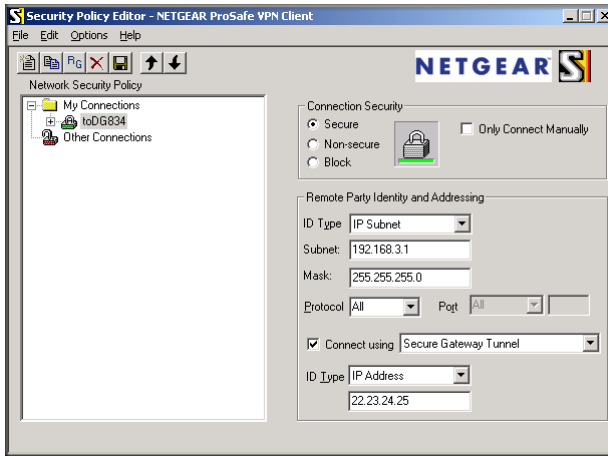 Security Policy Editor - NETGEAR ProSafe VPN Client
File Edit Options Help
NETGEAR
Network Security Policy
My Connections
toDG834
Other Connections
Connection Security
Secure
Non-secure
Block
Only Connect Manually
Remote Party Identity and Addressing
ID Type IP Subnet
Subnet: 192.168.3.1
Mask: 255.255.255.0
Protocol All Port All
Connect using Secure Gateway Tunnel
ID Type IP Address
22.23.24.25